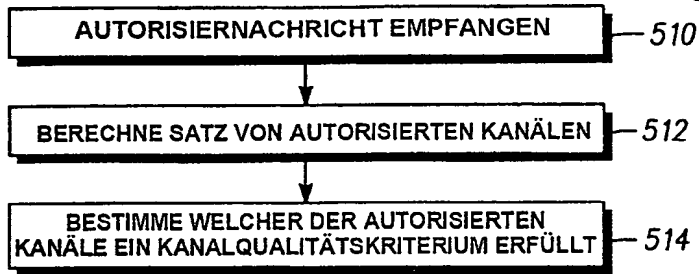 AUTORISIERNACHRICHT EMPFANGEN
510
BERECHNE SATZ VON AUTORISIERTEN KANÄLEN
512
BESTIMME WELCHER DER AUTORISIERTEN
KANÄLE EIN KANALQUALITÄTSKRITERIUM ERFÜLLT
514